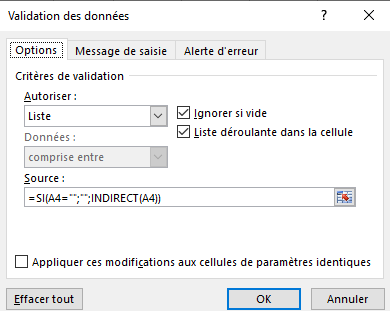 Validation des données ? ×
Options Message de saisie Alerte d'erreur
Critères de validation
Autoriser :
Liste Ignorer si vide
Données : Liste déroulante dans la cellule
comprise entre
Source :
=SI(A4="";"";INDIRECT(A4))
Appliquer ces modifications aux cellules de paramètres identiques
Effacer tout OK Annuler